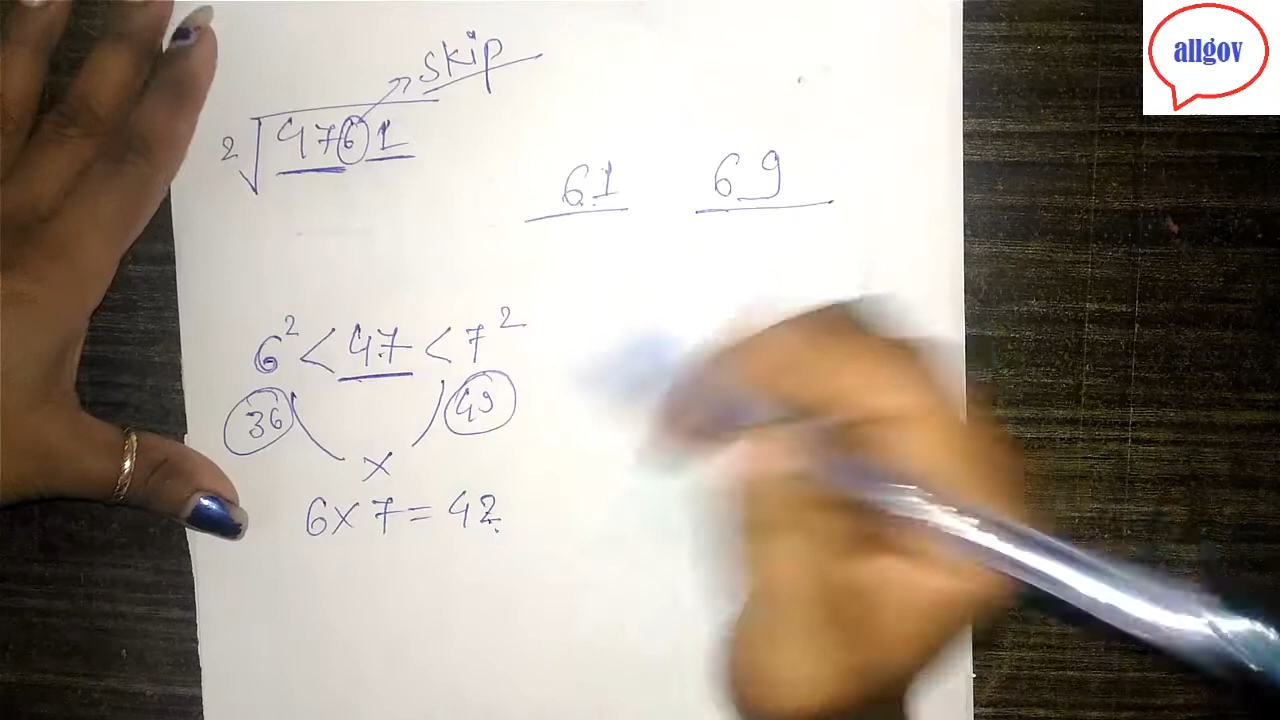 allgov
skip
2√4761
61 69
6² < 47 < 7²
36 49
×
6×7=42